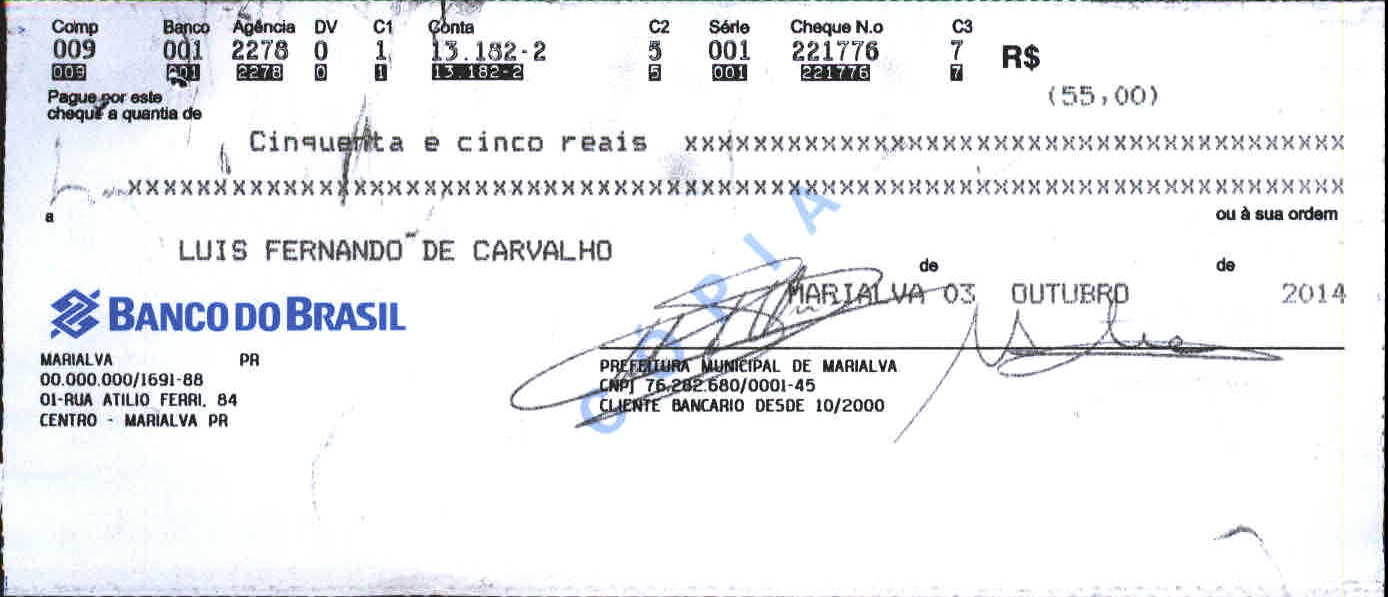 Comp Banco Agência DV C1 Conta C2 Série Cheque N.o C3
009 001 2278 0 1 13.182-2 5 001 221776 7 R$
009 001 2278 0 1 13.182-2 5 001 221776 7
(55,00)
Pague por este
cheque a quantia de
Cinquenta e cinco reais xxxxxxxxxxxxxxxxxxxxxxxxxxxxxxxxxxxxxxxxxxxxxxxxxx
xxxxxxxxxxxxxxxxxxxxxxxxxxxxxxxxxxxxxxxxxxxxxxxxxxxxxxxxxxxxxxxxxxxxxxxxxxxxxxxxxxxxxxxxxxx
a ou à sua ordem
LUIS FERNANDO DE CARVALHO
de de
MARIALVA 03 OUTUBRO 2014
BANCO DO BRASIL
MARIALVA PR
00.000.000/1691-88
01-RUA ATILIO FERRI, 84
CENTRO - MARIALVA PR
PREFEITURA MUNICIPAL DE MARIALVA
CNPJ 76.282.680/0001-45
CLIENTE BANCARIO DESDE 10/2000
CÓPIA